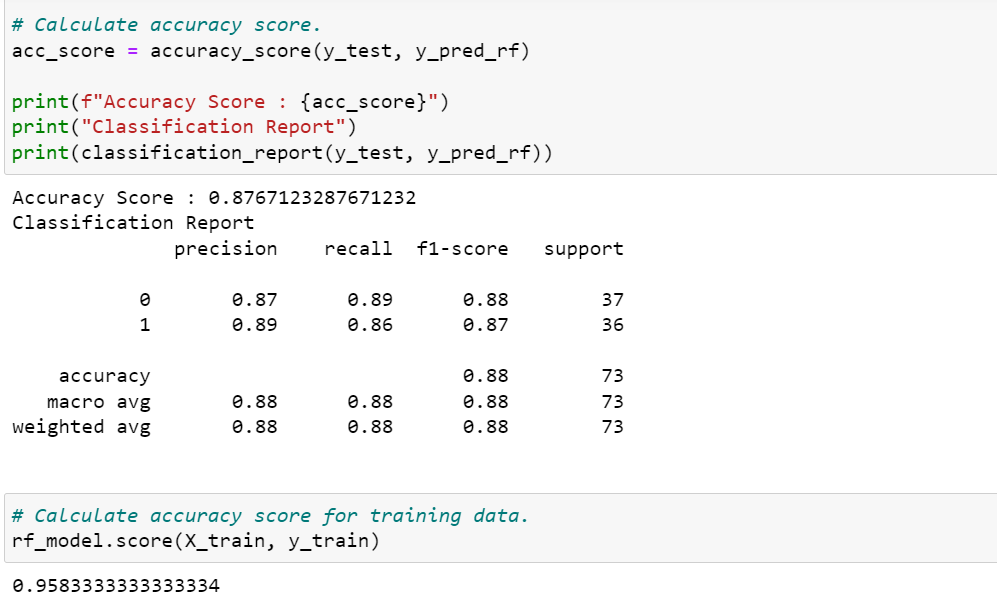 # Calculate accuracy score.
acc_score = accuracy_score(y_test, y_pred_rf)
print(f"Accuracy Score : {acc_score}")
print("Classification Report")
print(classification_report(y_test, y_pred_rf))
Accuracy Score : 0.8767123287671232
Classification Report
precision recall f1-score support
0 0.87 0.89 0.88 37
1 0.89 0.86 0.87 36
accuracy 0.88 73
macro avg 0.88 0.88 0.88 73
weighted avg 0.88 0.88 0.88 73
# Calculate accuracy score for training data.
rf_model.score(X_train, y_train)
0.9583333333333334